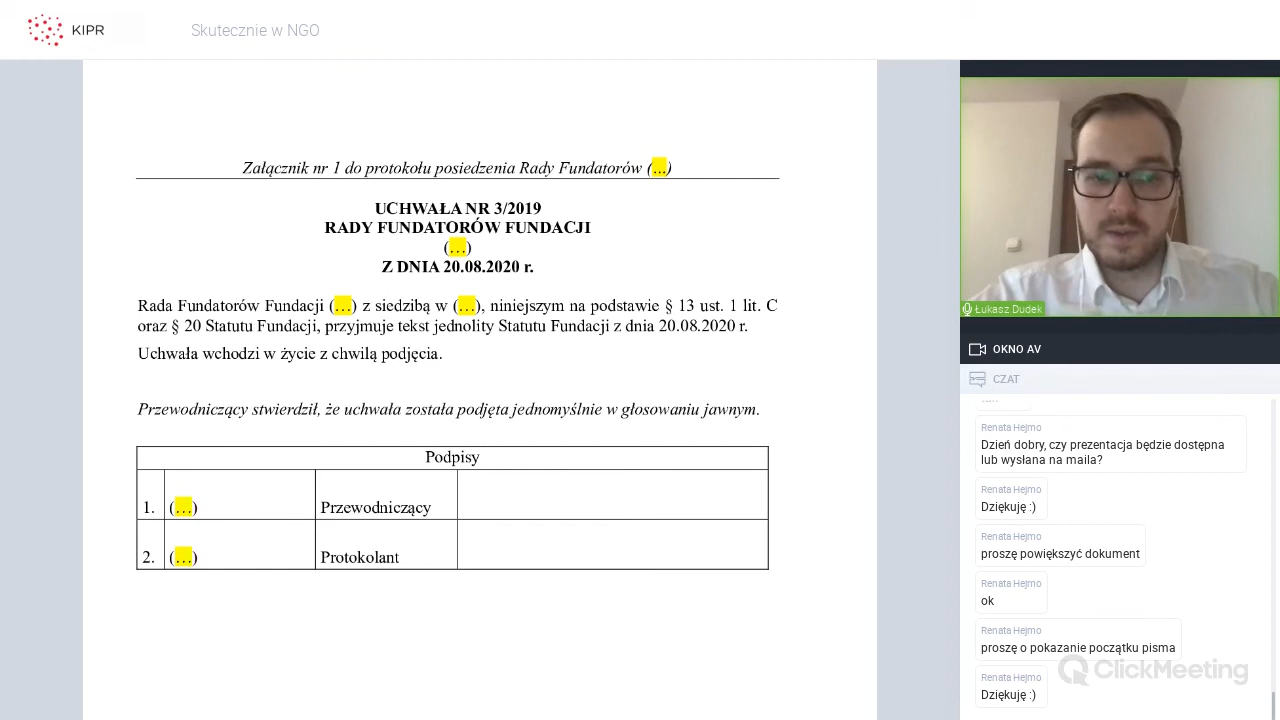 KIPR
Skutecznie w NGO
Załącznik nr 1 do protokołu posiedzenia Rady Fundatorów (...)
UCHWAŁA NR 3/2019
RADY FUNDATORÓW FUNDACJI
(…)
Z DNIA 20.08.2020 r.
Rada Fundatorów Fundacji (…) z siedzibą w (…), niniejszym na podstawie § 13 ust. 1 lit. C
oraz § 20 Statutu Fundacji, przyjmuje tekst jednolity Statutu Fundacji z dnia 20.08.2020 r.
Uchwała wchodzi w życie z chwilą podjęcia.
Przewodniczący stwierdził, że uchwała została podjęta jednomyślnie w głosowaniu jawnym.
Podpisy
1. (…) Przewodniczący
2. (…) Protokolant
Łukasz Dudek
OKNO AV
CZAT
Renata Hejmo
Dzień dobry, czy prezentacja będzie dostępna
lub wysłana na maila?
Renata Hejmo
Dziękuję :)
Renata Hejmo
proszę powiększyć dokument
Renata Hejmo
ok
Renata Hejmo
proszę o pokazanie początku pisma
Renata Hejmo
Dziękuję :)
ClickMeeting